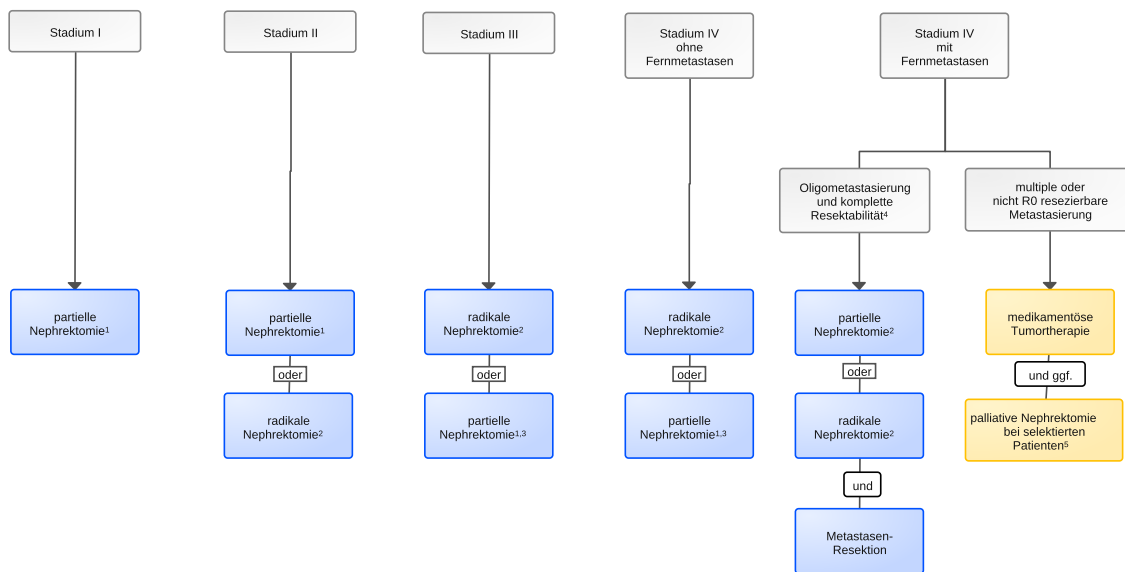 Stadium I
Stadium II
Stadium III
Stadium IV
ohne
Fernmetastasen
Stadium IV
mit
Fernmetastasen
Oligometastasierung
und komplette
Resektabilität⁴
multiple oder
nicht R0 resezierbare
Metastasierung
partielle
Nephrektomie¹
partielle
Nephrektomie¹
oder
radikale
Nephrektomie²
radikale
Nephrektomie²
oder
partielle
Nephrektomie¹,³
radikale
Nephrektomie²
oder
partielle
Nephrektomie¹,³
partielle
Nephrektomie²
oder
radikale
Nephrektomie²
und
Metastasen-
Resektion
medikamentöse
Tumortherapie
und ggf.
palliative Nephrektomie
bei selektierten
Patienten⁵